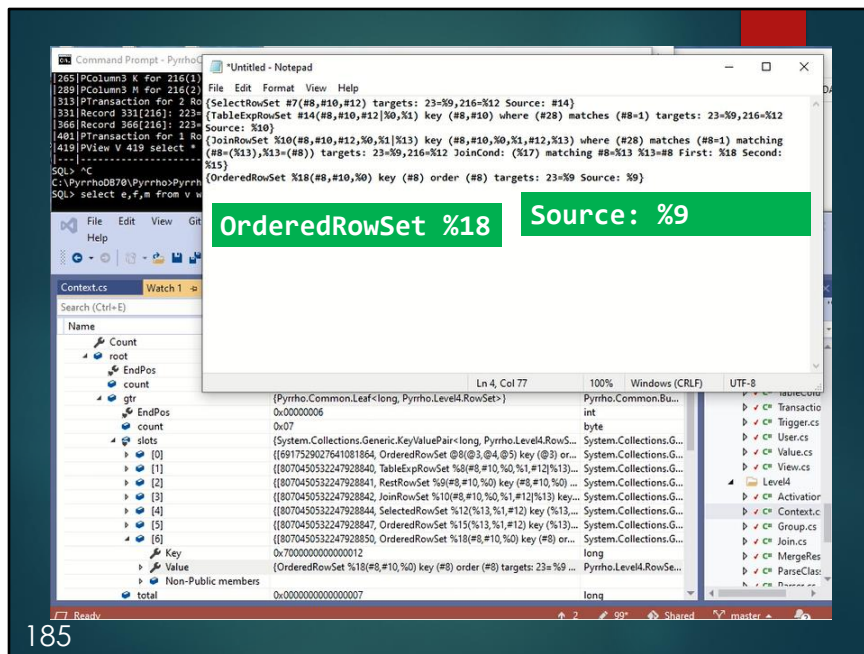 Command Prompt - PyrrhoC
|265|PColumn3 K for 216(1)
|289|PColumn3 M for 216(2)
|313|PTransaction for 2 Ro
|331|Record 331[216]: 223=
|366|Record 366[216]: 223=
|401|PTransaction for 1 Ro
|419|PView V 419 select *
|---|--------------------
SQL> ^C
C:\PyrrhoDB70\Pyrrho>Pyrrh
SQL> select e,f,m from v w
*Untitled - Notepad
File Edit Format View Help
{SelectRowSet #7(#8,#10,#12) targets: 23=%9,216=%12 Source: #14}
{TableExpRowSet #14(#8,#10,#12|%0,%1) key (#8,#10) where (#28) matches (#8=1) targets: 23=%9,216=%12
Source: %10}
{JoinRowSet %10(#8,#10,#12,%0,%1|%13) key (#8,#10,%0,%1,#12,%13) where (#28) matches (#8=1) matching
(#8=(%13),%13=(#8)) targets: 23=%9,216=%12 JoinCond: (%17) matching #8=%13 %13=#8 First: %18 Second:
%15}
{OrderedRowSet %18(#8,#10,%0) key (#8) order (#8) targets: 23=%9 Source: %9}
OrderedRowSet %18
Source: %9
Ln 4, Col 77 100% Windows (CRLF) UTF-8
File Edit View Git
Help
Context.cs Watch 1
Search (Ctrl+E)
Name
Count
root
EndPos
count
gtr {Pyrrho.Common.Leaf<long, Pyrrho.Level4.RowSet>} Pyrrho.Common.Bu...
EndPos 0x00000006 int
count 0x07 byte
slots {System.Collections.Generic.KeyValuePair<long, Pyrrho.Level4.RowS... System.Collections.G...
[0] {[6917529027641081864, OrderedRowSet @8(@3,@4,@5) key (@3) or... System.Collections.G...
[1] {[8070450532247928840, TableExpRowSet %8(#8,#10,%0,%1,#12|%13)... System.Collections.G...
[2] {[8070450532247928841, RestRowSet %9(#8,#10,%0) key (#8,#10,%0) ... System.Collections.G...
[3] {[8070450532247928842, JoinRowSet %10(#8,#10,%0,%1,#12|%13) key... System.Collections.G...
[4] {[8070450532247928844, SelectedRowSet %12(%13,%1,#12) key (%13,... System.Collections.G...
[5] {[8070450532247928847, OrderedRowSet %15(%13,%1,#12) key (%13)... System.Collections.G...
[6] {[8070450532247928850, OrderedRowSet %18(#8,#10,%0) key (#8) or... System.Collections.G...
Key 0x7000000000000012 long
Value {OrderedRowSet %18(#8,#10,%0) key (#8) order (#8) targets: 23=%9 ... Pyrrho.Level4.RowSe...
Non-Public members
total 0x0000000000000007 long
Transactio
Trigger.cs
User.cs
Value.cs
View.cs
Level4
Activation
Context.c
Group.cs
Join.cs
MergeRes
ParseClas
Ready 2 99+ Shared master
185